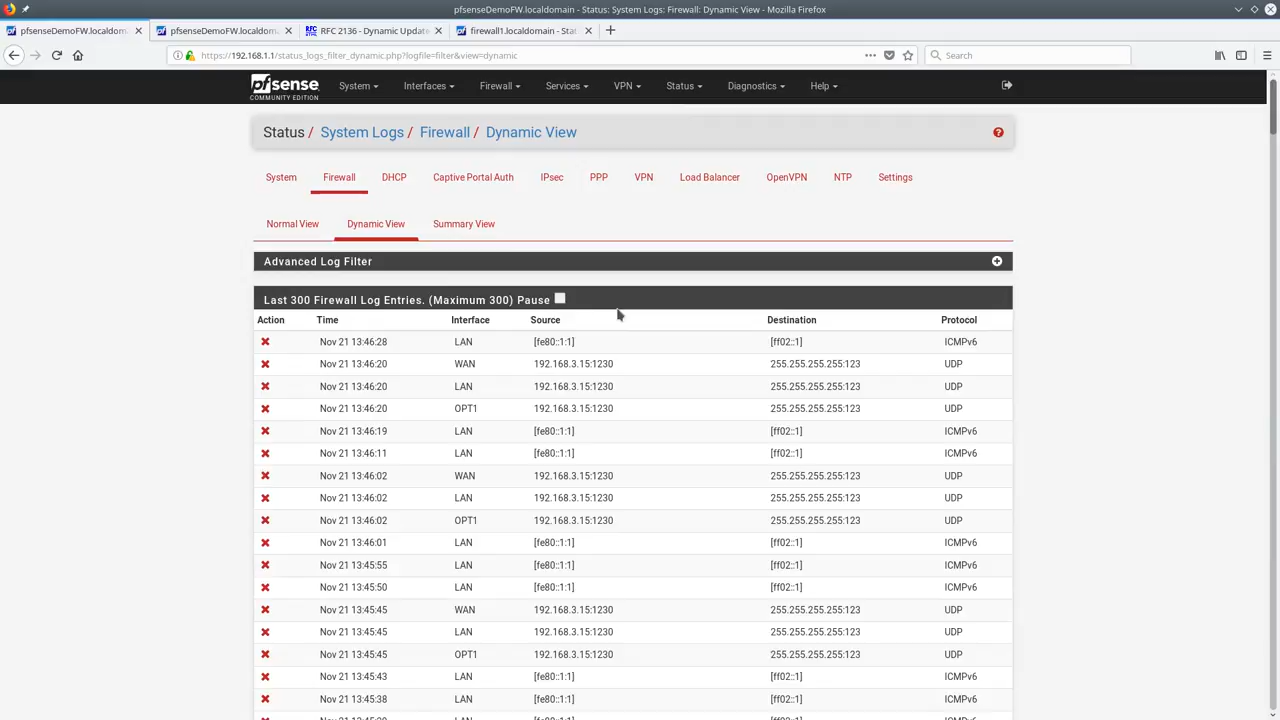 pfsenseDemoFW.localdomain - Status: System Logs: Firewall: Dynamic View - Mozilla Firefox
pfsenseDemoFW.localdom
pfsenseDemoFW.localdom
RFC 2136 - Dynamic Update
firewall1.localdomain - Stat
https://192.168.1.1/status_logs_filter_dynamic.php?logfile=filter&view=dynamic
Search
pfsense
COMMUNITY EDITION
System Interfaces Firewall Services VPN Status Diagnostics Help
Status / System Logs / Firewall / Dynamic View
System Firewall DHCP Captive Portal Auth IPsec PPP VPN Load Balancer OpenVPN NTP Settings
Normal View Dynamic View Summary View
Advanced Log Filter
Last 300 Firewall Log Entries. (Maximum 300) Pause
Action Time Interface Source Destination Protocol
Nov 21 13:46:28 LAN [fe80::1:1] [ff02::1] ICMPv6
Nov 21 13:46:20 WAN 192.168.3.15:1230 255.255.255.255:123 UDP
Nov 21 13:46:20 LAN 192.168.3.15:1230 255.255.255.255:123 UDP
Nov 21 13:46:20 OPT1 192.168.3.15:1230 255.255.255.255:123 UDP
Nov 21 13:46:19 LAN [fe80::1:1] [ff02::1] ICMPv6
Nov 21 13:46:11 LAN [fe80::1:1] [ff02::1] ICMPv6
Nov 21 13:46:02 WAN 192.168.3.15:1230 255.255.255.255:123 UDP
Nov 21 13:46:02 LAN 192.168.3.15:1230 255.255.255.255:123 UDP
Nov 21 13:46:02 OPT1 192.168.3.15:1230 255.255.255.255:123 UDP
Nov 21 13:46:01 LAN [fe80::1:1] [ff02::1] ICMPv6
Nov 21 13:45:55 LAN [fe80::1:1] [ff02::1] ICMPv6
Nov 21 13:45:50 LAN [fe80::1:1] [ff02::1] ICMPv6
Nov 21 13:45:45 WAN 192.168.3.15:1230 255.255.255.255:123 UDP
Nov 21 13:45:45 LAN 192.168.3.15:1230 255.255.255.255:123 UDP
Nov 21 13:45:45 OPT1 192.168.3.15:1230 255.255.255.255:123 UDP
Nov 21 13:45:43 LAN [fe80::1:1] [ff02::1] ICMPv6
Nov 21 13:45:38 LAN [fe80::1:1] [ff02::1] ICMPv6